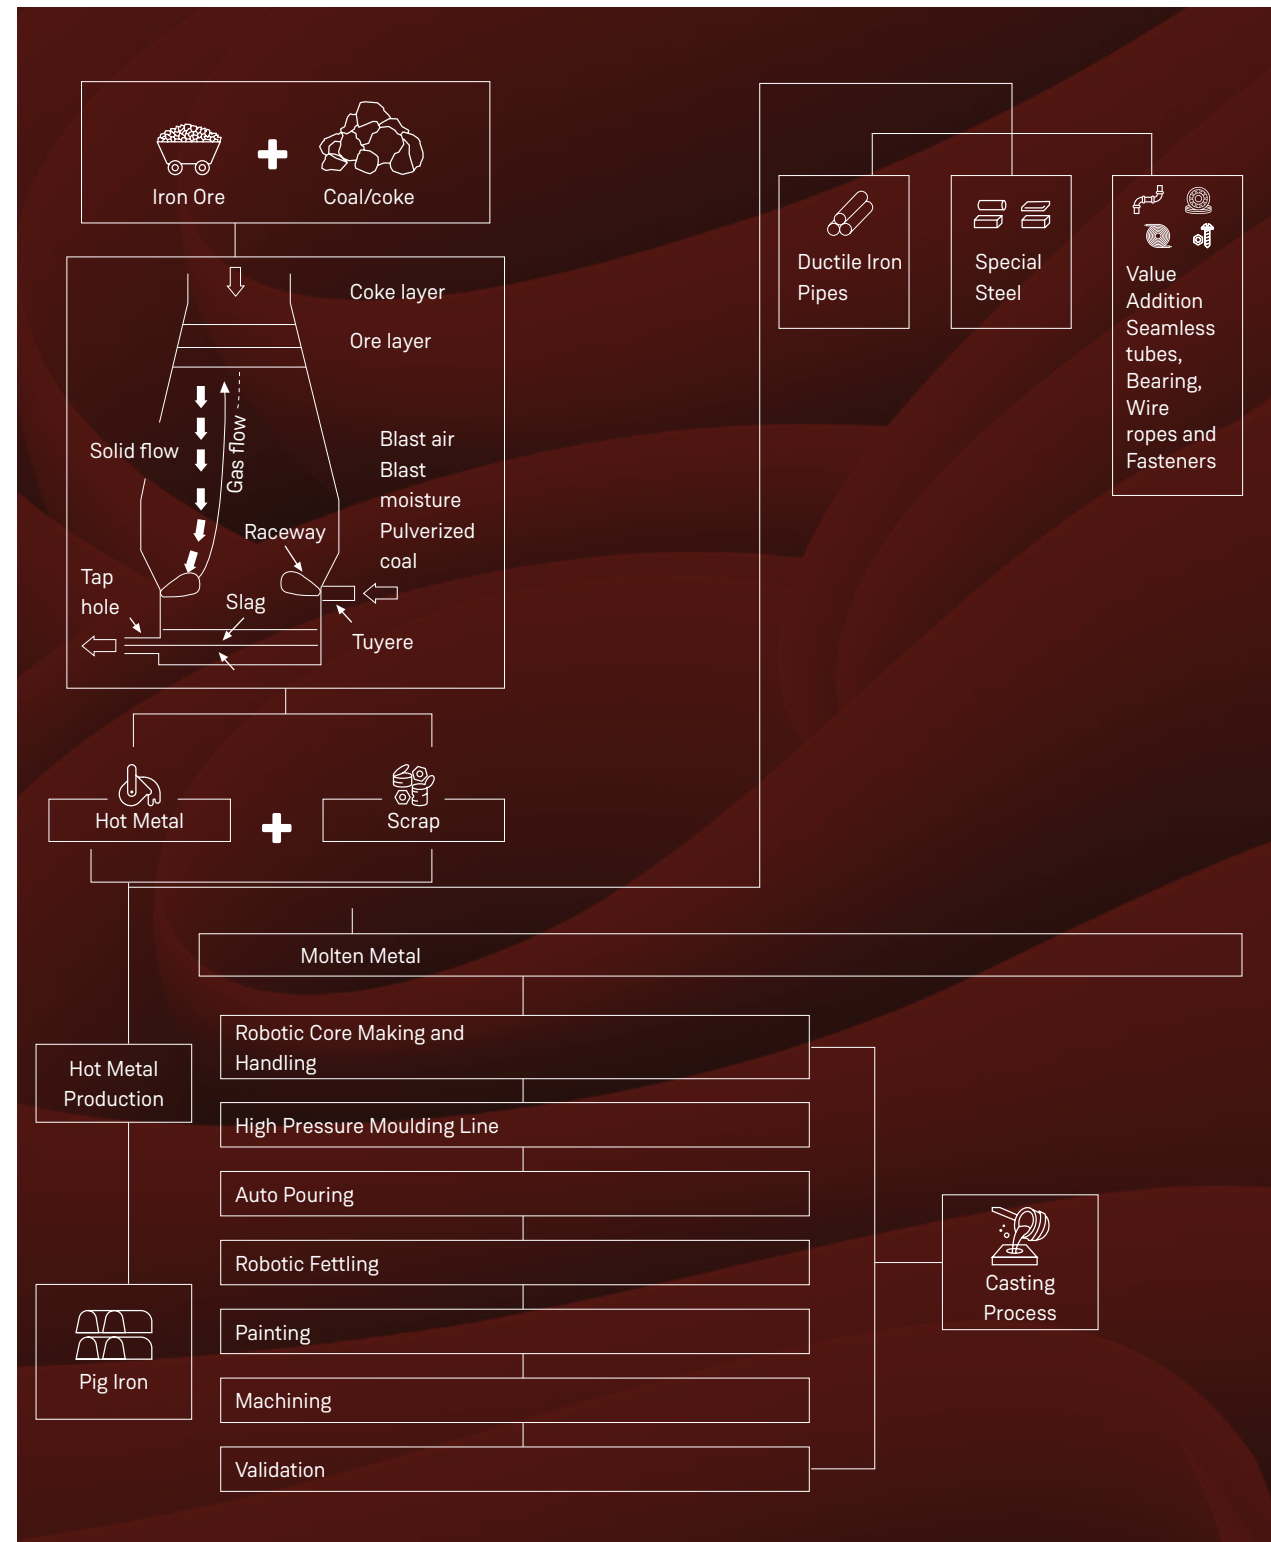 Iron Ore
Coal/coke
Coke layer
Ore layer
Solid flow
Gas flow
Blast air
Blast
moisture
Pulverized
coal
Raceway
Tap
hole
Slag
Tuyere
Hot Metal
Scrap
Ductile Iron
Pipes
Special
Steel
Value
Addition
Seamless
tubes,
Bearing,
Wire
ropes and
Fasteners
Molten Metal
Hot Metal
Production
Pig Iron
Robotic Core Making and
Handling
High Pressure Moulding Line
Auto Pouring
Robotic Fettling
Painting
Machining
Validation
Casting
Process